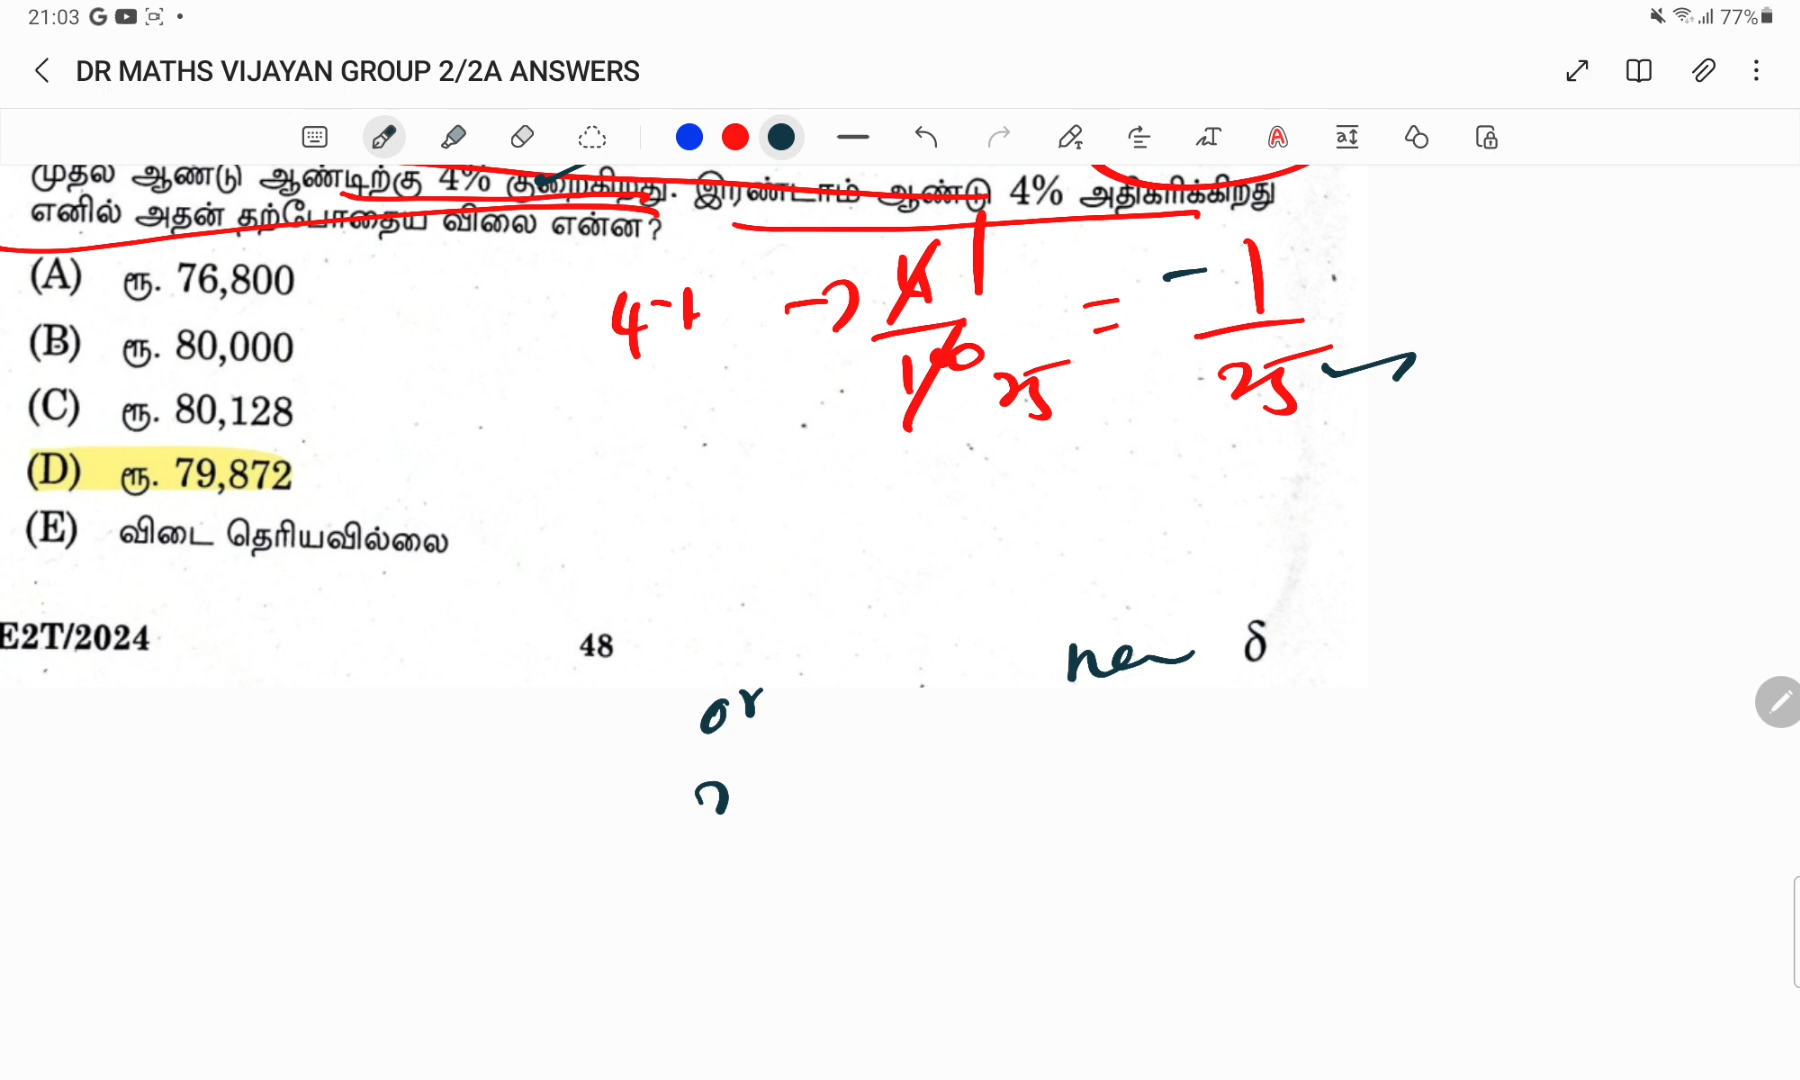 21:03 77%
DR MATHS VIJAYAN GROUP 2/2A ANSWERS
முதல் ஆண்டு ஆண்டிற்கு 4% குறைகிறது. இரண்டாம் ஆண்டு 4% அதிகரிக்கிறது
எனில் அதன் தற்போதைய விலை என்ன?
(A) ரூ. 76,800
(B) ரூ. 80,000
(C) ரூ. 80,128
(D) ரூ. 79,872
(E) விடை தெரியவில்லை
4 1
100 25 = - 1
25
E2T/2024 48 δ
new
or